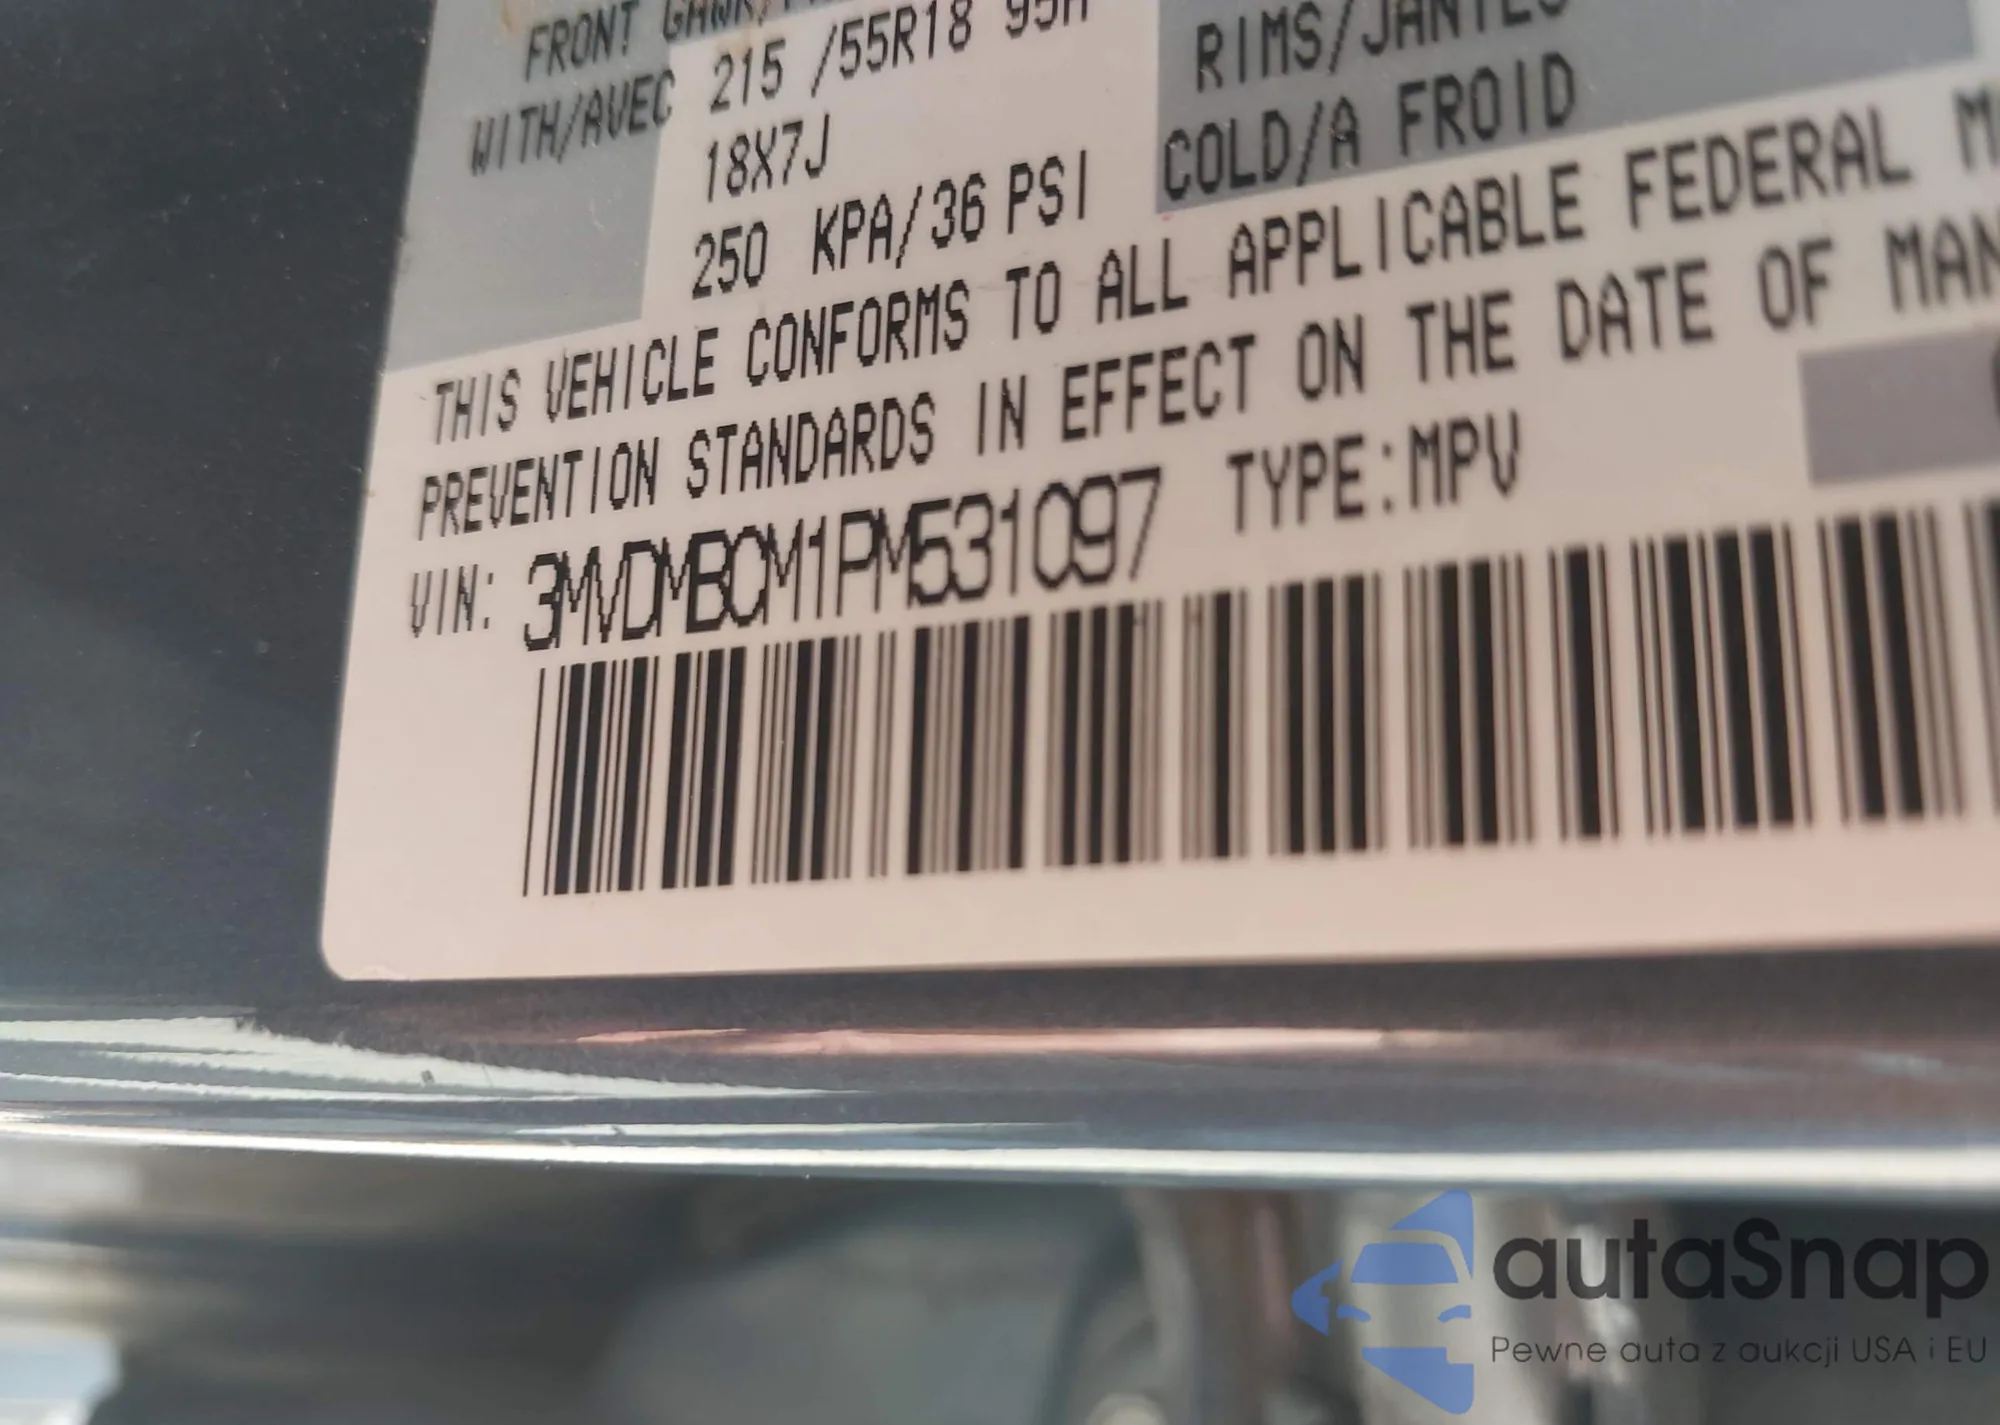 FRONT
WITH/AVEC 215 /55R18 95H
RIMS/JANTES
18X7J
COLD/A FROID
250 KPA/36 PSI
THIS VEHICLE CONFORMS TO ALL APPLICABLE FEDERAL M
PREVENTION STANDARDS IN EFFECT ON THE DATE OF MAN
VIN: 3MVDMBCM1PM531097 TYPE:MPV
autaSnap
Pewne auta z aukcji USA i EU